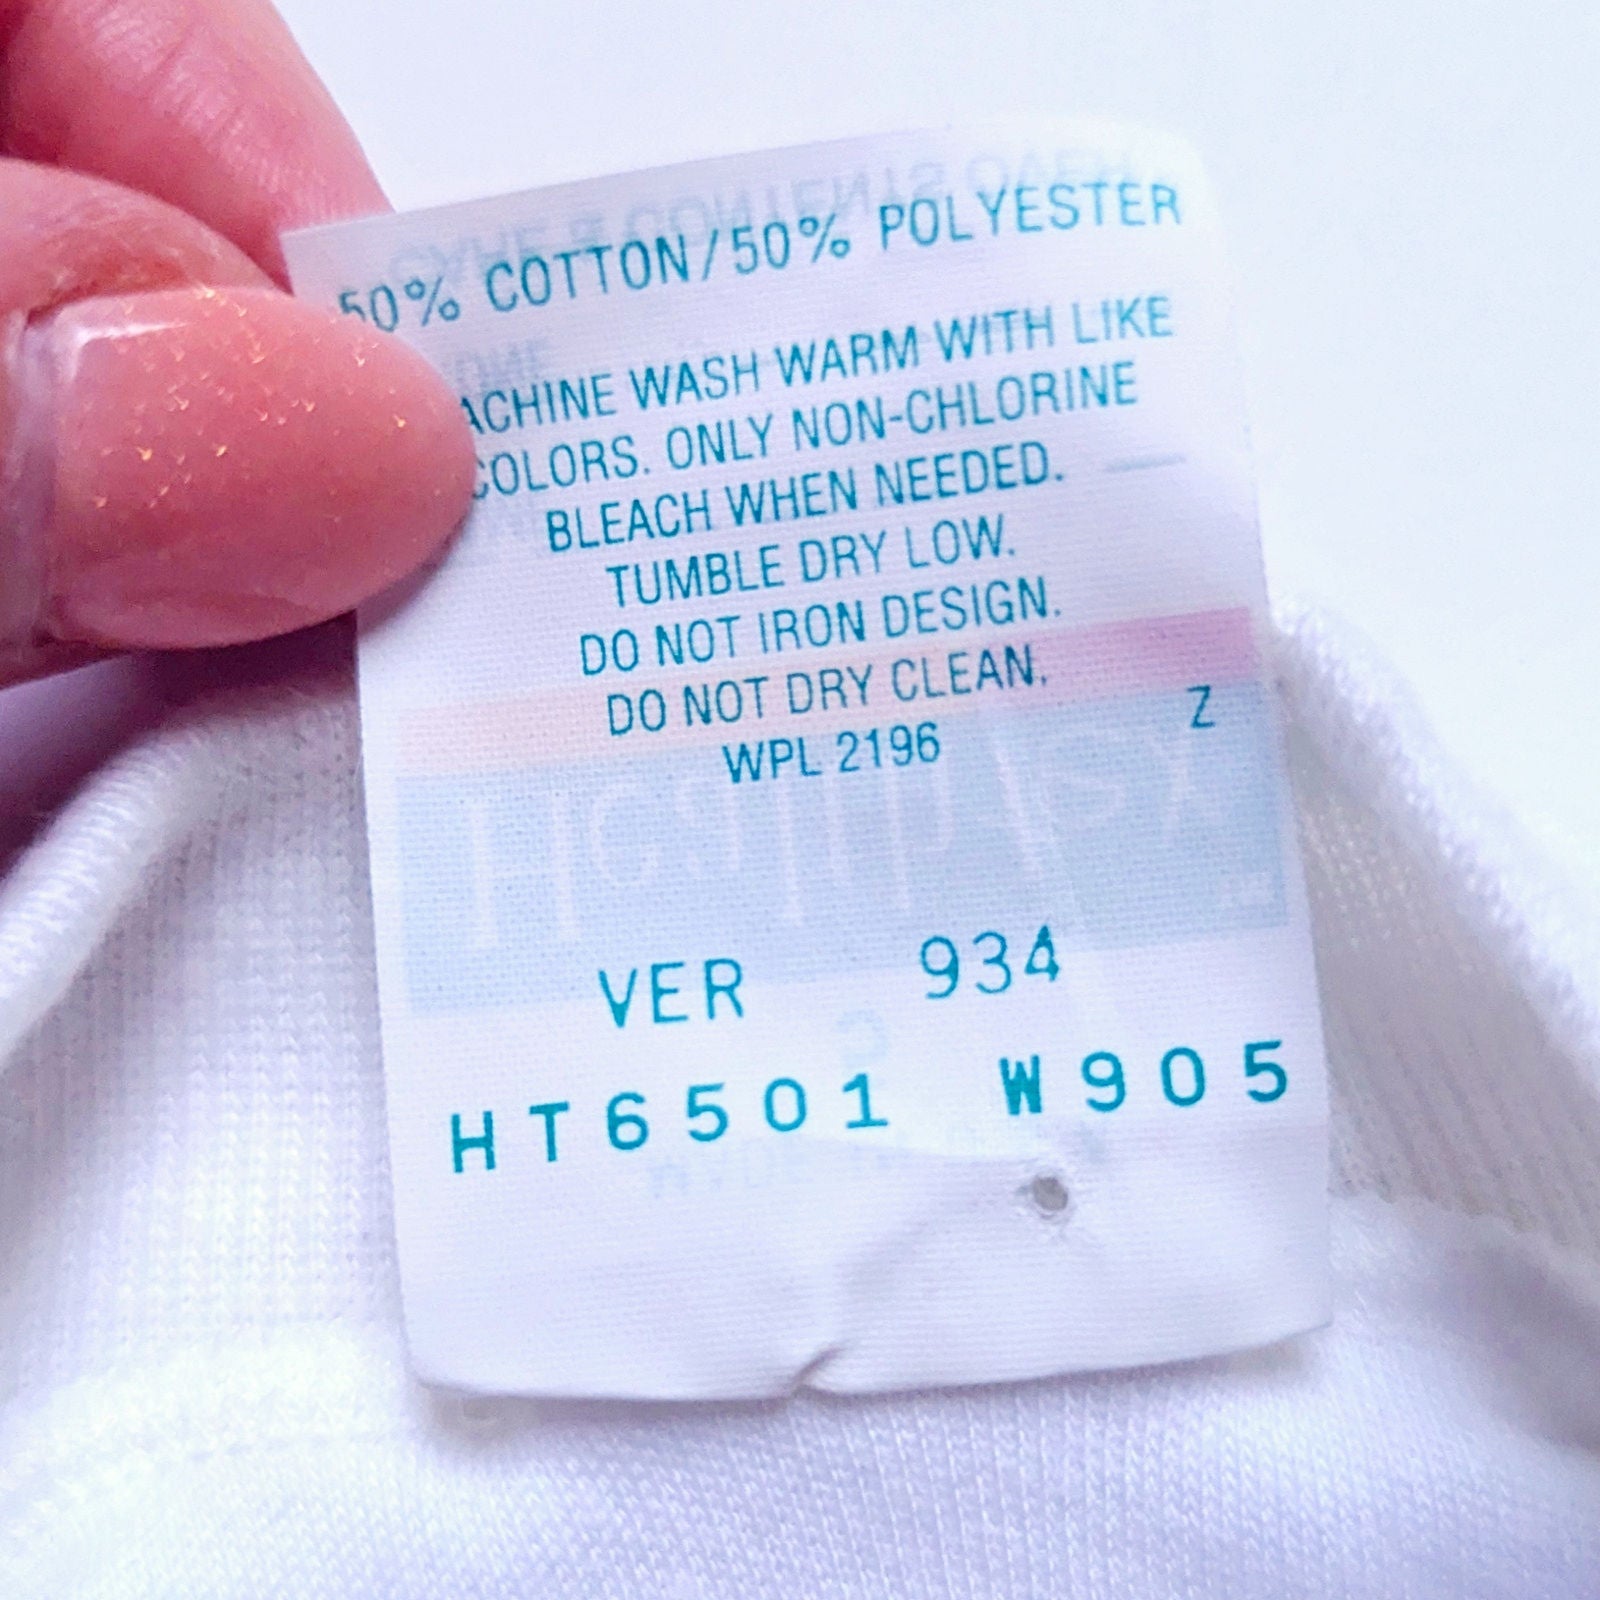 50% COTTON/50% POLYESTER
ACHINE WASH WARM WITH LIKE
COLORS. ONLY NON-CHLORINE
BLEACH WHEN NEEDED.
TUMBLE DRY LOW.
DO NOT IRON DESIGN.
DO NOT DRY CLEAN.
WPL 2196 Z
VER 934
HT6501 W905